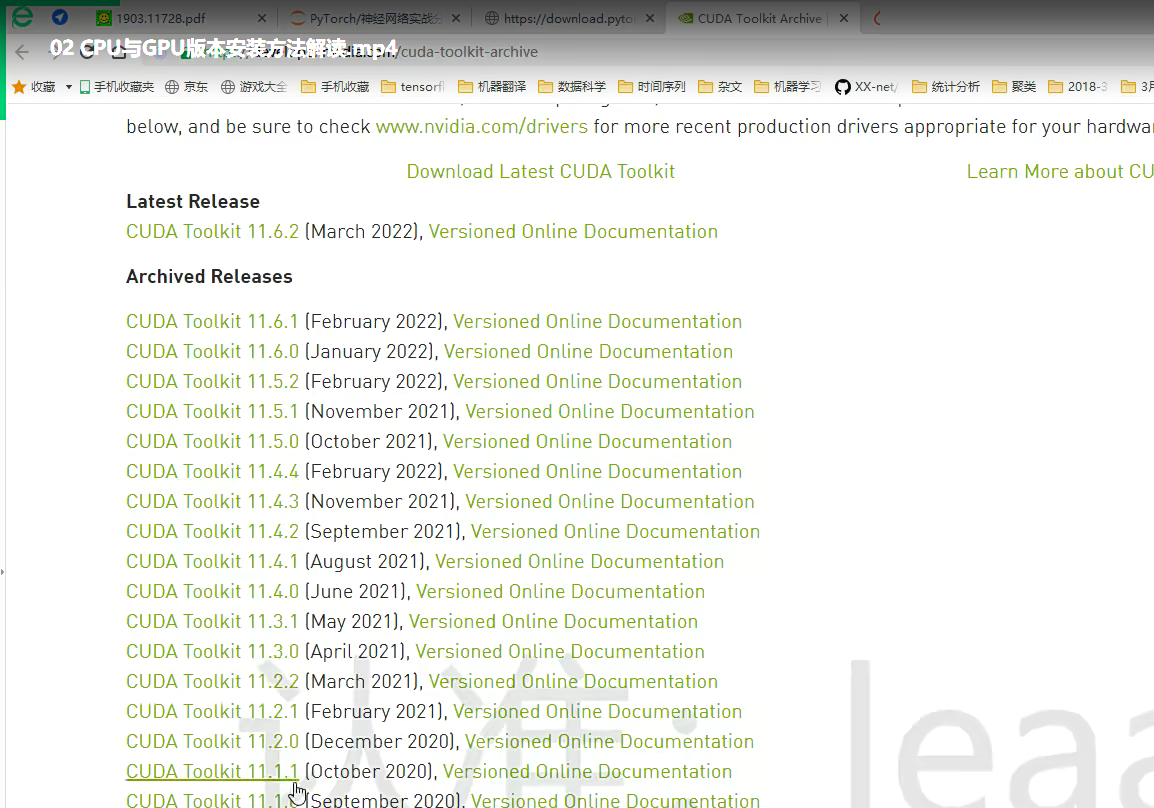 1903.11728.pdf
PyTorch/神经网络实战分
https://download.pyto
CUDA Toolkit Archive
02 CPU与GPU版本安装方法解读.mp4
/cuda-toolkit-archive
收藏 手机收藏夹 京东 游戏大全 手机收藏 tensorf 机器翻译 数据科学 时间序列 杂文 机器学习 XX-net/ 统计分析 聚类 2018-3 3月
below, and be sure to check www.nvidia.com/drivers for more recent production drivers appropriate for your hardwa
Download Latest CUDA Toolkit
Learn More about CU
Latest Release
CUDA Toolkit 11.6.2 (March 2022), Versioned Online Documentation
Archived Releases
CUDA Toolkit 11.6.1 (February 2022), Versioned Online Documentation
CUDA Toolkit 11.6.0 (January 2022), Versioned Online Documentation
CUDA Toolkit 11.5.2 (February 2022), Versioned Online Documentation
CUDA Toolkit 11.5.1 (November 2021), Versioned Online Documentation
CUDA Toolkit 11.5.0 (October 2021), Versioned Online Documentation
CUDA Toolkit 11.4.4 (February 2022), Versioned Online Documentation
CUDA Toolkit 11.4.3 (November 2021), Versioned Online Documentation
CUDA Toolkit 11.4.2 (September 2021), Versioned Online Documentation
CUDA Toolkit 11.4.1 (August 2021), Versioned Online Documentation
CUDA Toolkit 11.4.0 (June 2021), Versioned Online Documentation
CUDA Toolkit 11.3.1 (May 2021), Versioned Online Documentation
CUDA Toolkit 11.3.0 (April 2021), Versioned Online Documentation
CUDA Toolkit 11.2.2 (March 2021), Versioned Online Documentation
CUDA Toolkit 11.2.1 (February 2021), Versioned Online Documentation
CUDA Toolkit 11.2.0 (December 2020), Versioned Online Documentation
CUDA Toolkit 11.1.1 (October 2020), Versioned Online Documentation
CUDA Toolkit 11.1. (September 2020), Versioned Online Documentation
认准：leaa